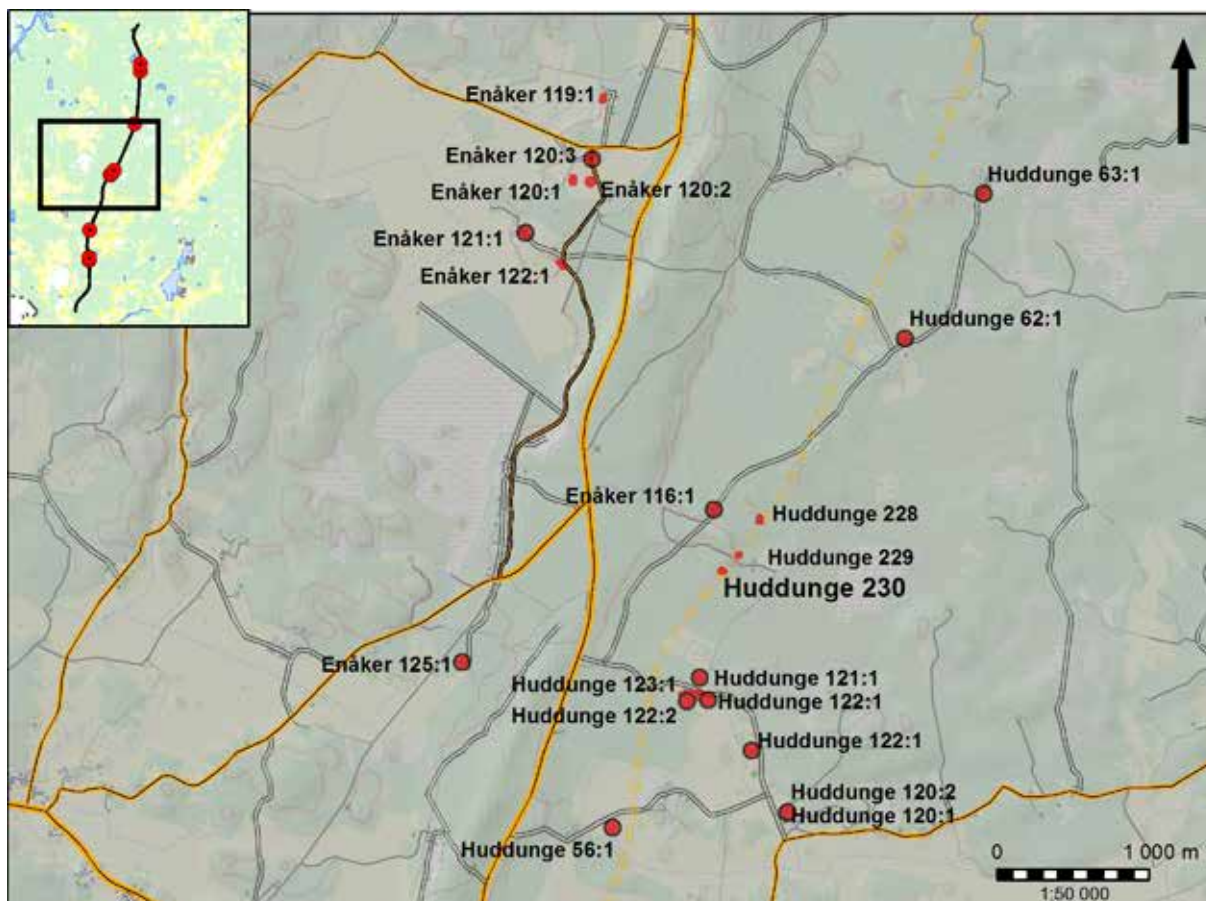 Enåker 119:1
Enåker 120:3
Enåker 120:1
Enåker 120:2
Huddunge 63:1
Enåker 121:1
Enåker 122:1
Huddunge 62:1
Enåker 116:1
Huddunge 228
Huddunge 229
Huddunge 230
Enåker 125:1
Huddunge 121:1
Huddunge 123:1
Huddunge 122:1
Huddunge 122:2
Huddunge 122:1
Huddunge 120:2
Huddunge 120:1
Huddunge 56:1
0 1 000 m
1:50 000